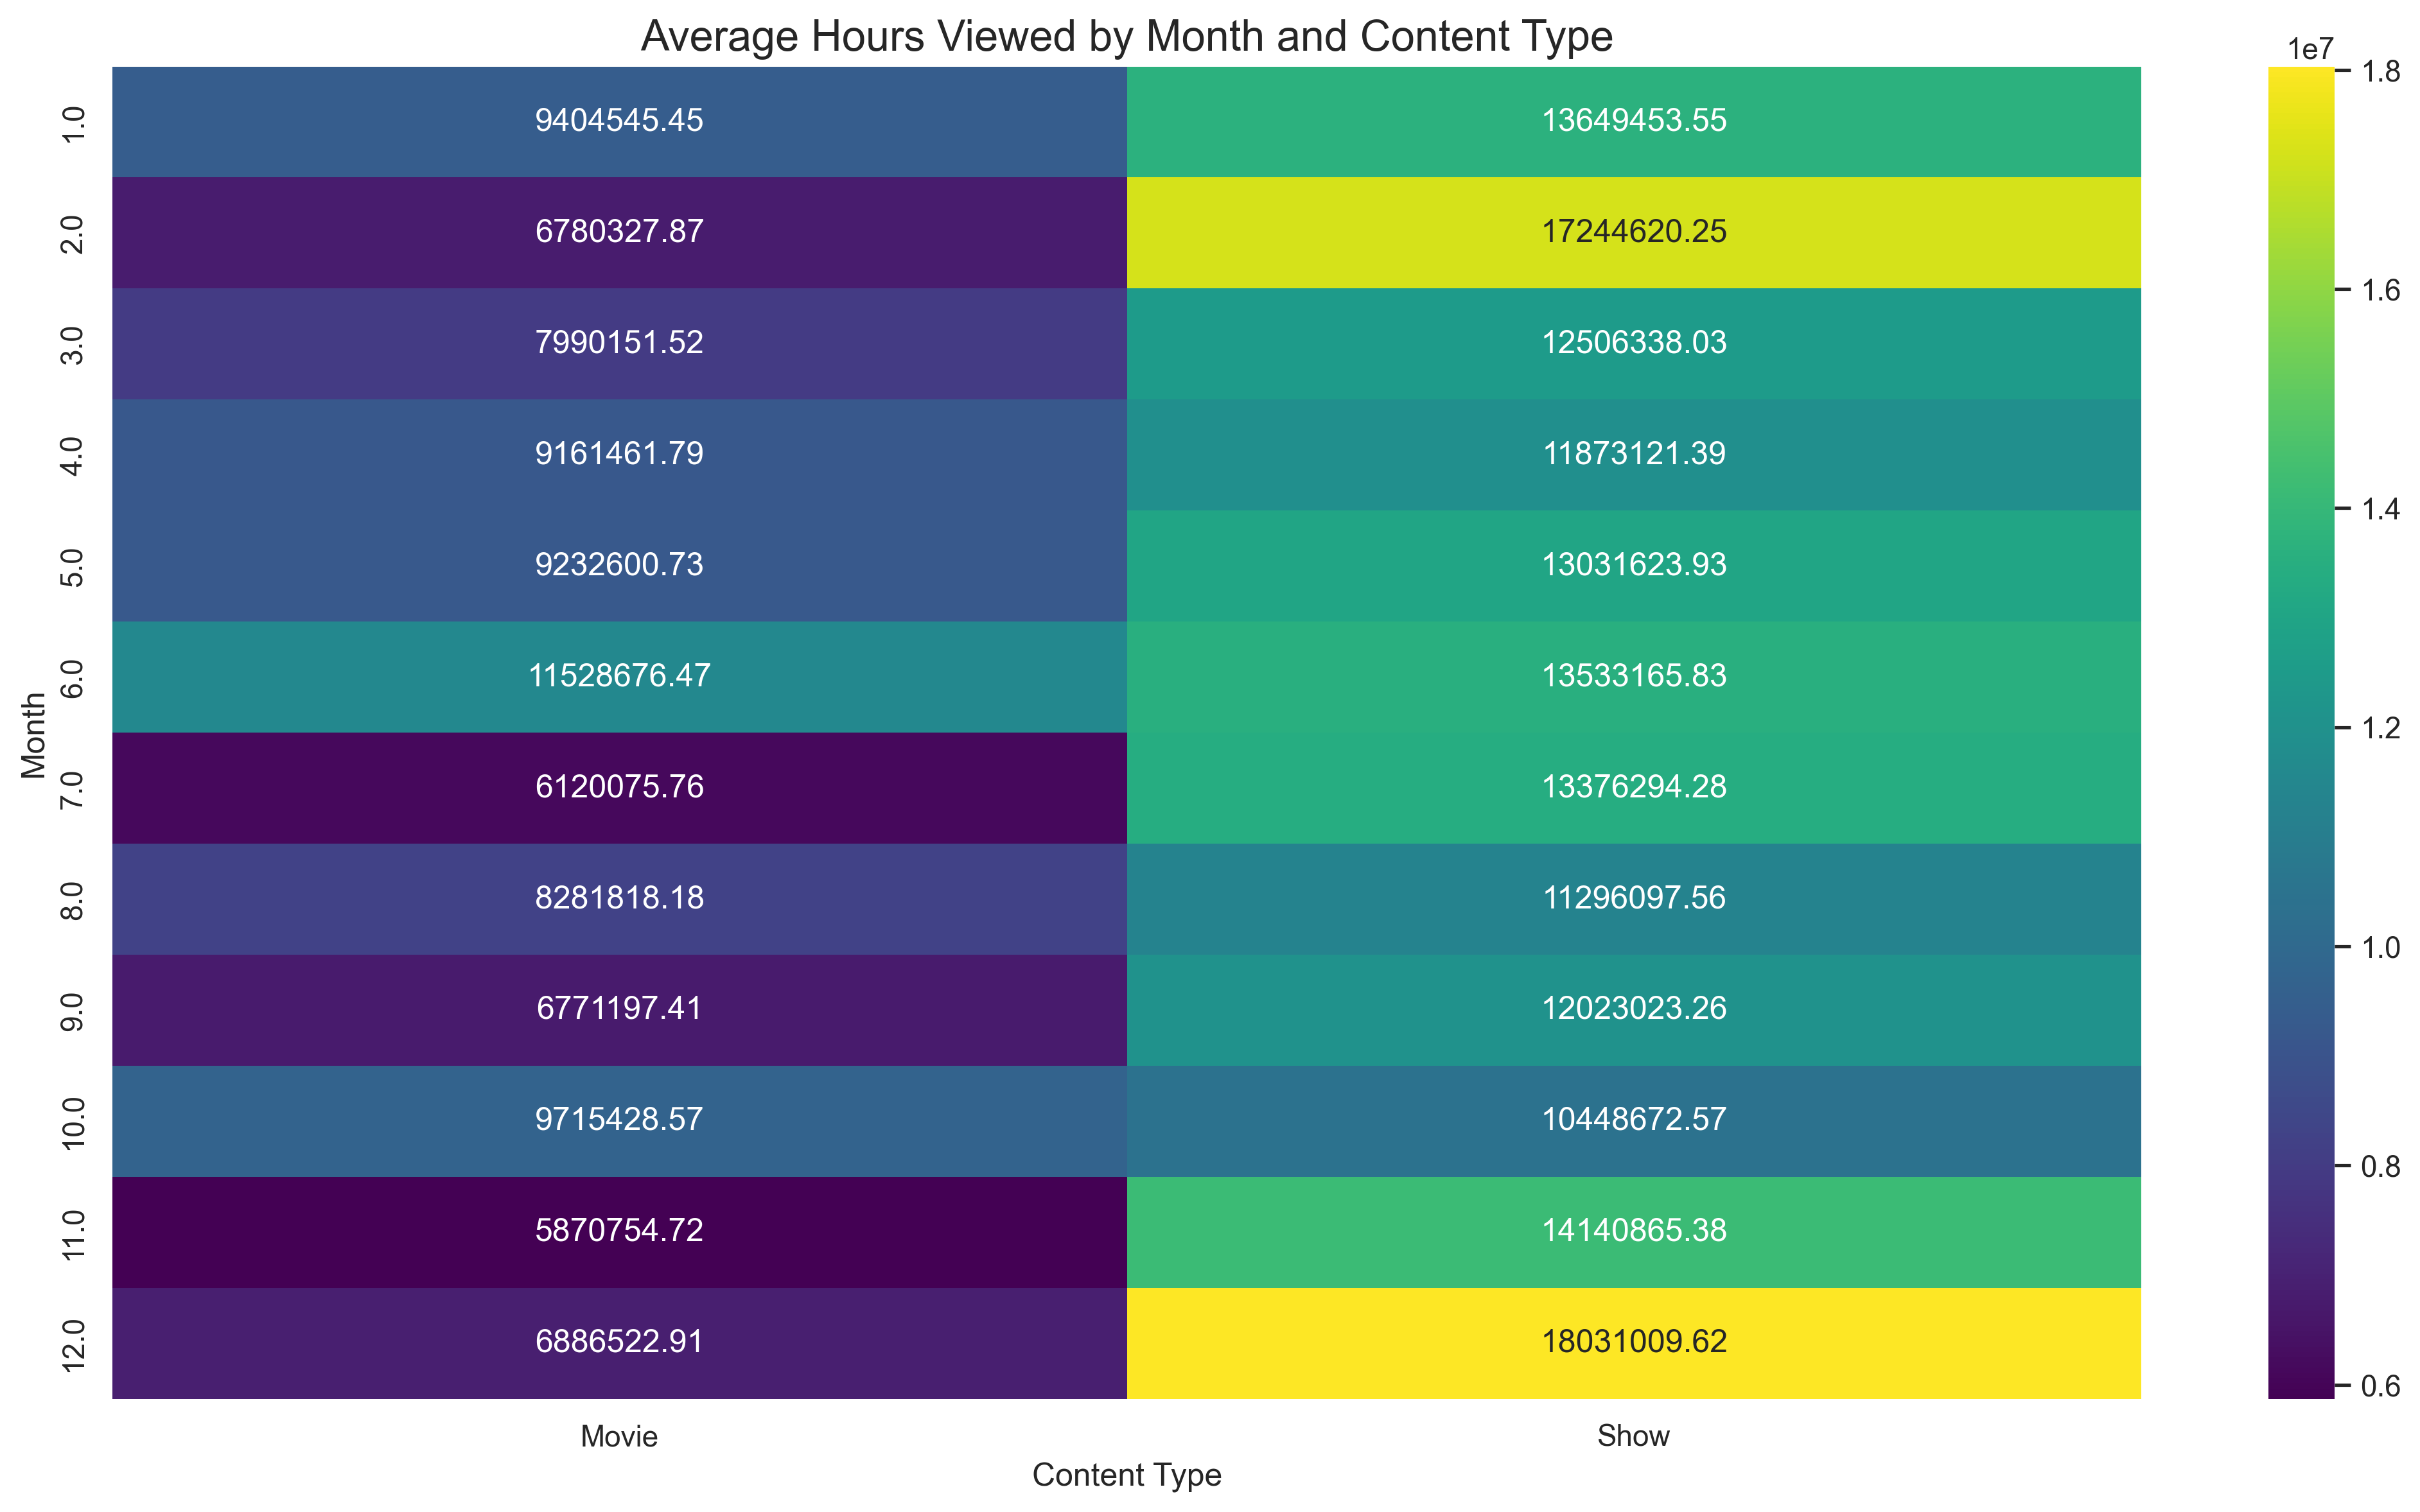 Average Hours Viewed by Month and Content Type
1e7
1.0 9404545.45 13649453.55
2.0 6780327.87 17244620.25
3.0 7990151.52 12506338.03
4.0 9161461.79 11873121.39
5.0 9232600.73 13031623.93
6.0 11528676.47 13533165.83
7.0 6120075.76 13376294.28
8.0 8281818.18 11296097.56
9.0 6771197.41 12023023.26
10.0 9715428.57 10448672.57
11.0 5870754.72 14140865.38
12.0 6886522.91 18031009.62
Month
Movie Show
Content Type
1.8
1.6
1.4
1.2
1.0
0.8
0.6